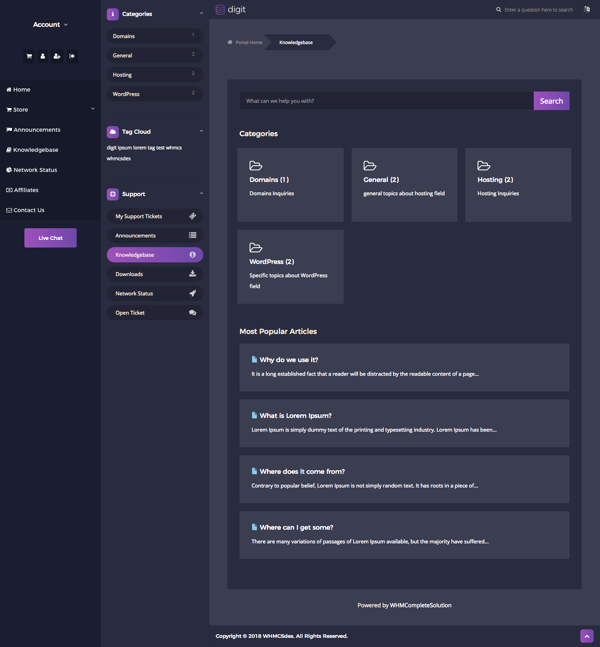 Account
Home
Store
Announcements
Knowledgebase
Network Status
Affiliates
Contact Us
Live Chat
Categories
Domains 1
General 2
Hosting 2
WordPress 2
Tag Cloud
digit ipsum lorem tag test whmcs
whmcsdes
Support
My Support Tickets
Announcements
Knowledgebase
Downloads
Network Status
Open Ticket
digit
Enter a question here to search
Portal Home
Knowledgebase
What can we help you with?
Search
Categories
Domains (1)
Domains Inquiries
General (2)
general topics about hosting field
Hosting (2)
Hosting Inquiries
WordPress (2)
Specific topics about WordPress
field
Most Popular Articles
Why do we use it?
It is a long established fact that a reader will be distracted by the readable content of a page...
What is Lorem Ipsum?
Lorem Ipsum is simply dummy text of the printing and typesetting industry. Lorem Ipsum has been...
Where does it come from?
Contrary to popular belief, Lorem Ipsum is not simply random text. It has roots in a piece of...
Where can I get some?
There are many variations of passages of Lorem Ipsum available, but the majority have suffered...
Powered by WHMCompleteSolution
Copyright © 2018 WHMCSdes. All Rights Reserved.